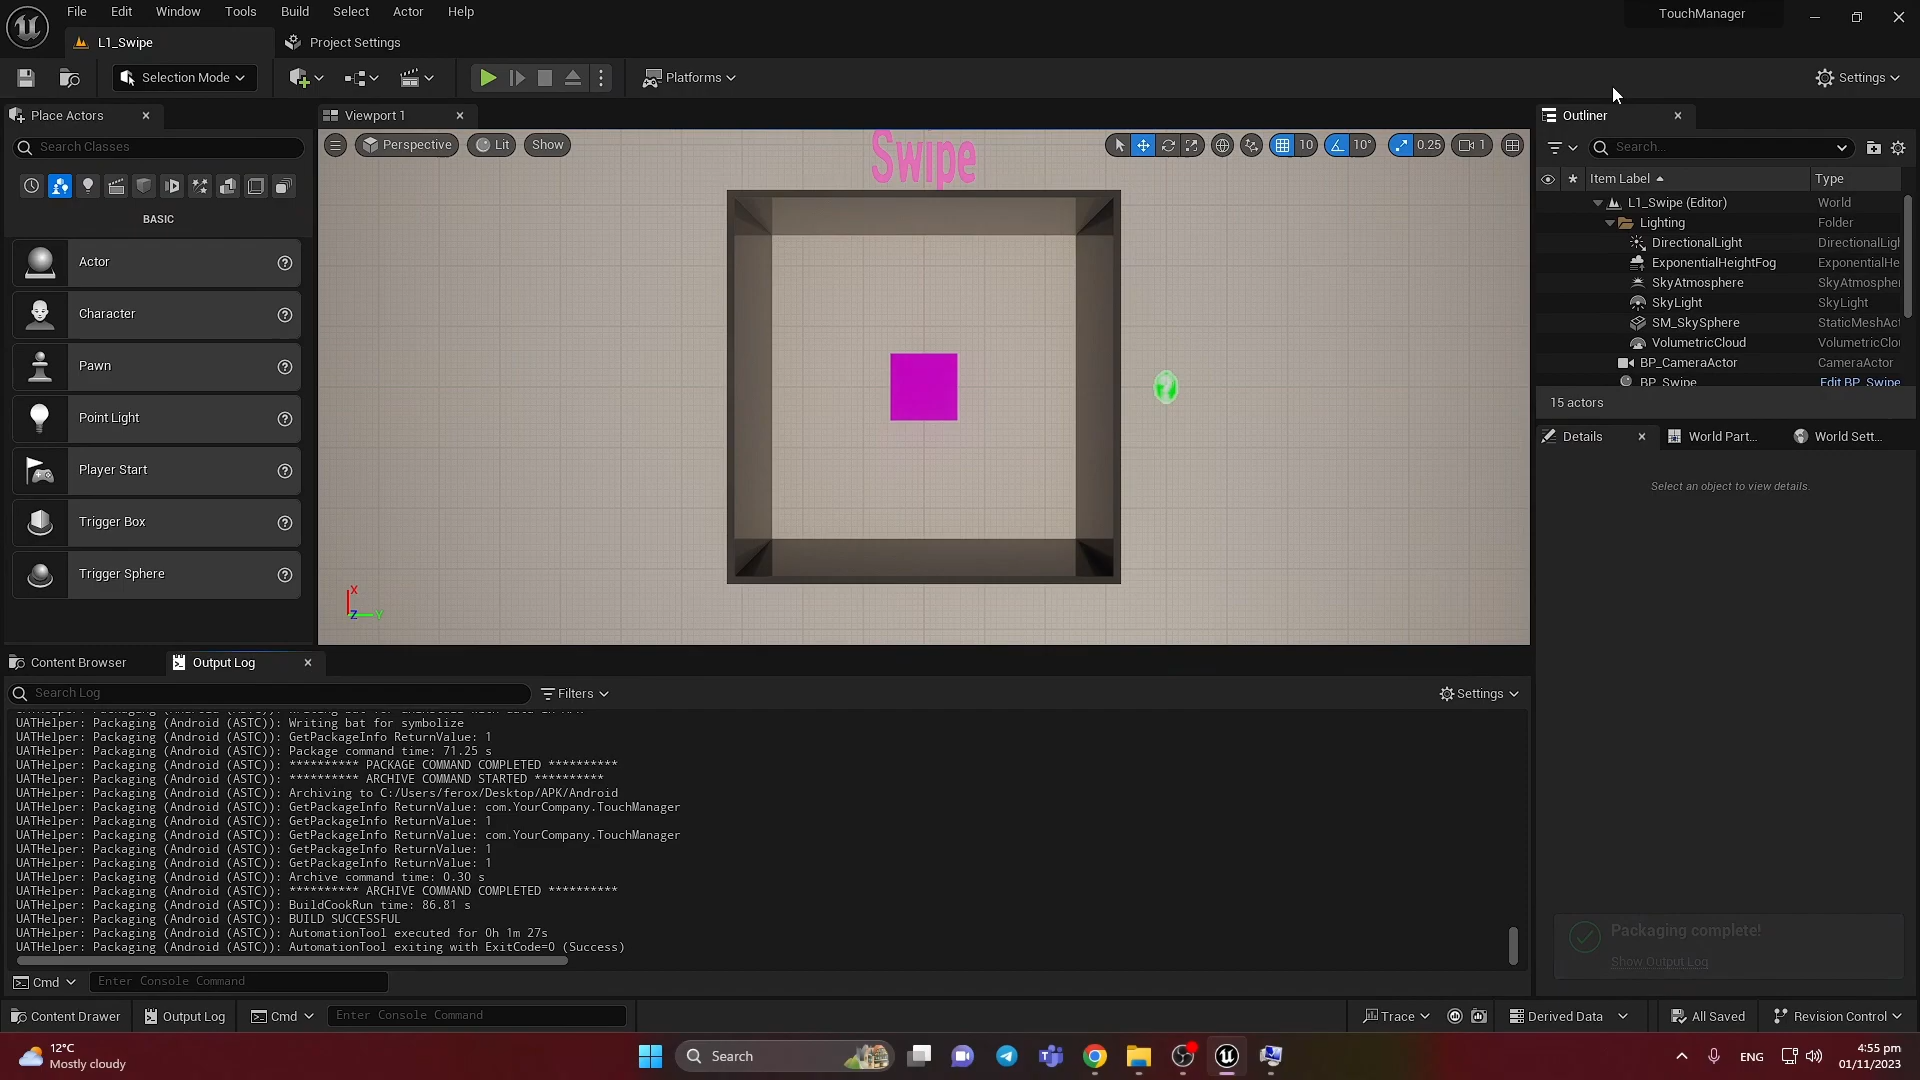 File Edit Window Tools Build Select Actor Help
TouchManager
L1_Swipe
Project Settings
Selection Mode
Platforms
Settings
Place Actors
Viewport 1
Outliner
Search Classes
Perspective
Lit
Show
10
10°
0.25
1
Search...
Swipe
Item Label
Type
BASIC
Actor
Character
Pawn
Point Light
Player Start
Trigger Box
Trigger Sphere
L1_Swipe (Editor) World
Lighting Folder
DirectionalLight DirectionalLigh
ExponentialHeightFog ExponentialHe
SkyAtmosphere SkyAtmospher
SkyLight SkyLight
SM_SkySphere StaticMeshAct
VolumetricCloud VolumetricClou
BP_CameraActor CameraActor
BP_Swipe Edit BP_Swipe
15 actors
Details
World Part...
World Sett...
Select an object to view details.
X
Z
Y
Content Browser
Output Log
Search Log
Filters
Settings
UATHelper: Packaging (Android (ASTC)): Writing bat for symbolize
UATHelper: Packaging (Android (ASTC)): GetPackageInfo ReturnValue: 1
UATHelper: Packaging (Android (ASTC)): Package command time: 71.25 s
UATHelper: Packaging (Android (ASTC)): ********** PACKAGE COMMAND COMPLETED **********
UATHelper: Packaging (Android (ASTC)): ********** ARCHIVE COMMAND STARTED **********
UATHelper: Packaging (Android (ASTC)): Archiving to C:/Users/ferox/Desktop/APK/Android
UATHelper: Packaging (Android (ASTC)): GetPackageInfo ReturnValue: com.YourCompany.TouchManager
UATHelper: Packaging (Android (ASTC)): GetPackageInfo ReturnValue: 1
UATHelper: Packaging (Android (ASTC)): GetPackageInfo ReturnValue: com.YourCompany.TouchManager
UATHelper: Packaging (Android (ASTC)): GetPackageInfo ReturnValue: 1
UATHelper: Packaging (Android (ASTC)): GetPackageInfo ReturnValue: 1
UATHelper: Packaging (Android (ASTC)): Archive command time: 0.30 s
UATHelper: Packaging (Android (ASTC)): ********** ARCHIVE COMMAND COMPLETED **********
UATHelper: Packaging (Android (ASTC)): BuildCookRun time: 86.81 s
UATHelper: Packaging (Android (ASTC)): BUILD SUCCESSFUL
UATHelper: Packaging (Android (ASTC)): AutomationTool executed for 0h 1m 27s
UATHelper: Packaging (Android (ASTC)): AutomationTool exiting with ExitCode=0 (Success)
Packaging complete!
Show Output Log
Cmd
Enter Console Command
Content Drawer
Output Log
Cmd
Enter Console Command
Trace
Derived Data
All Saved
Revision Control
12°C
Mostly cloudy
Search
ENG
4:55 pm
01/11/2023